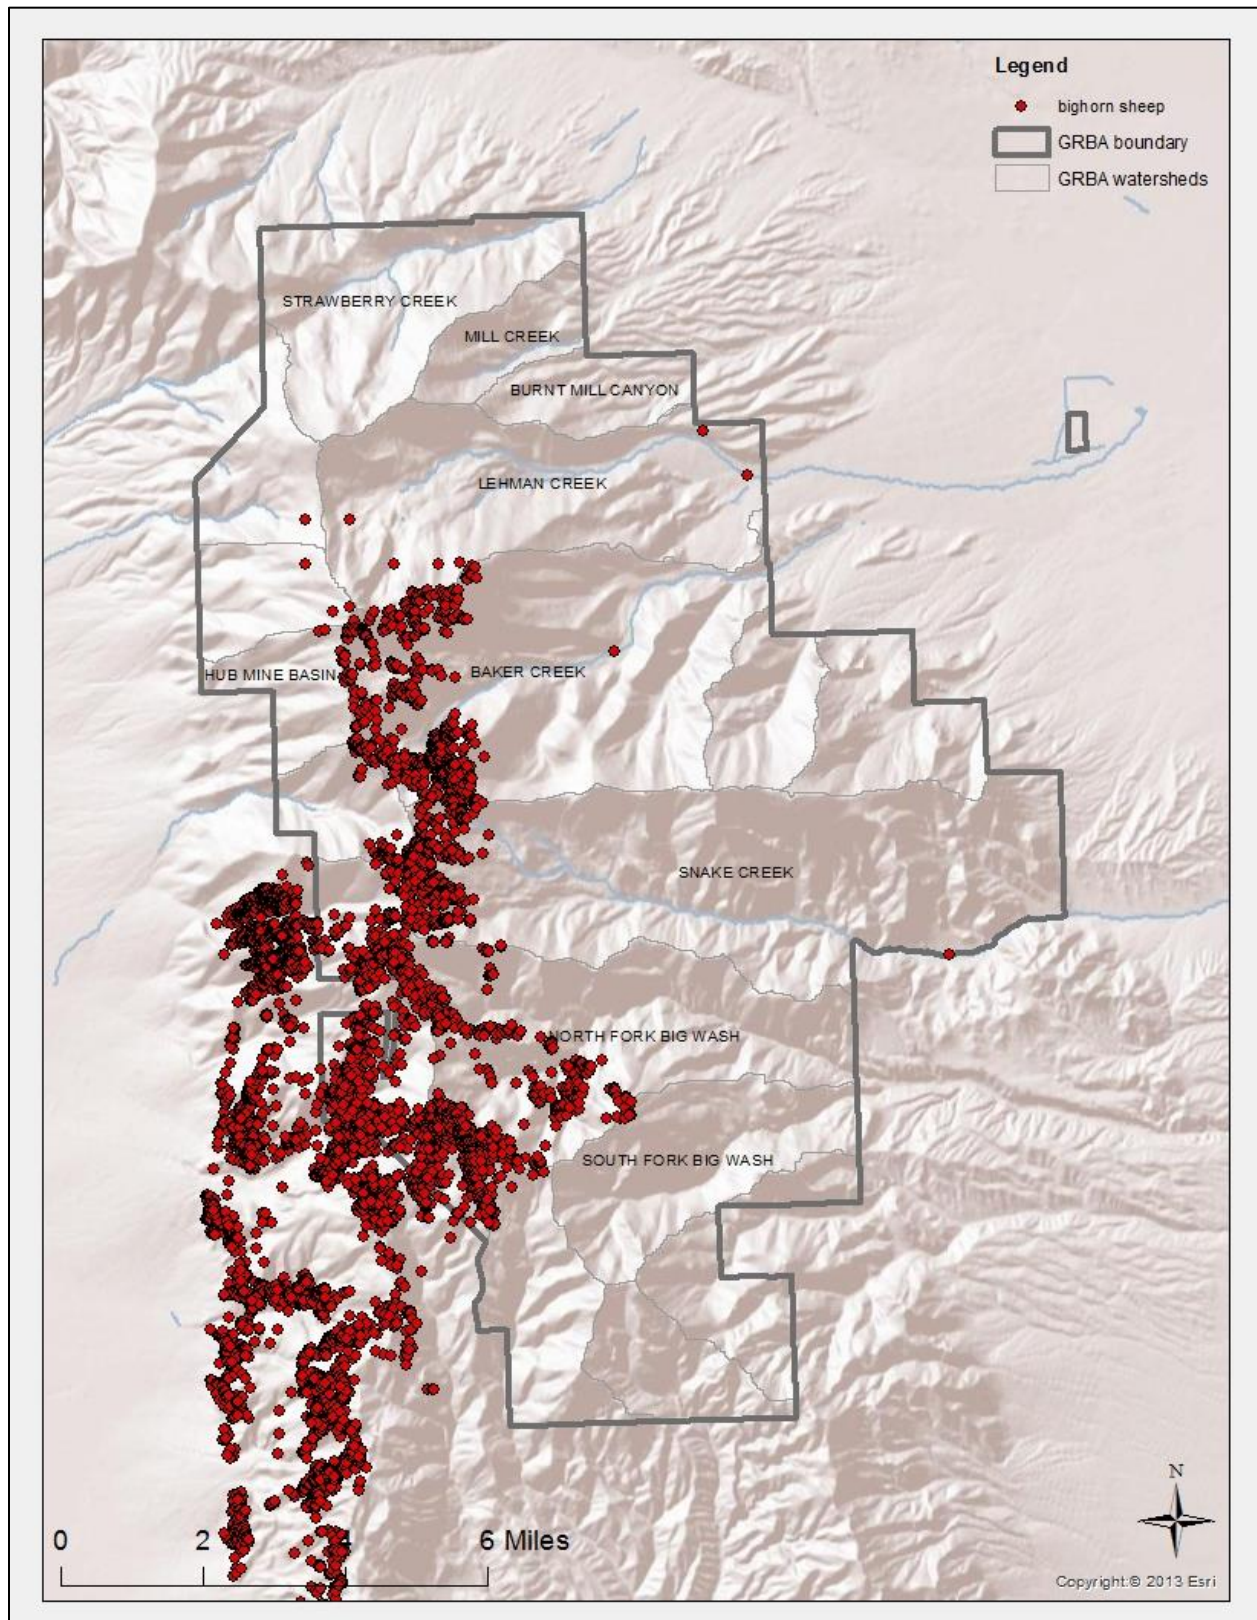 Legend
bighorn sheep
GRBA boundary
GRBA watersheds
STRAWBERRY CREEK
MILL CREEK
BURNT MILL CANYON
LEHMAN CREEK
HUB MINE BASIN
BAKER CREEK
SNAKE CREEK
NORTH FORK BIG WASH
SOUTH FORK BIG WASH
N
0 2 4 6 Miles
Copyright:© 2013 Esri